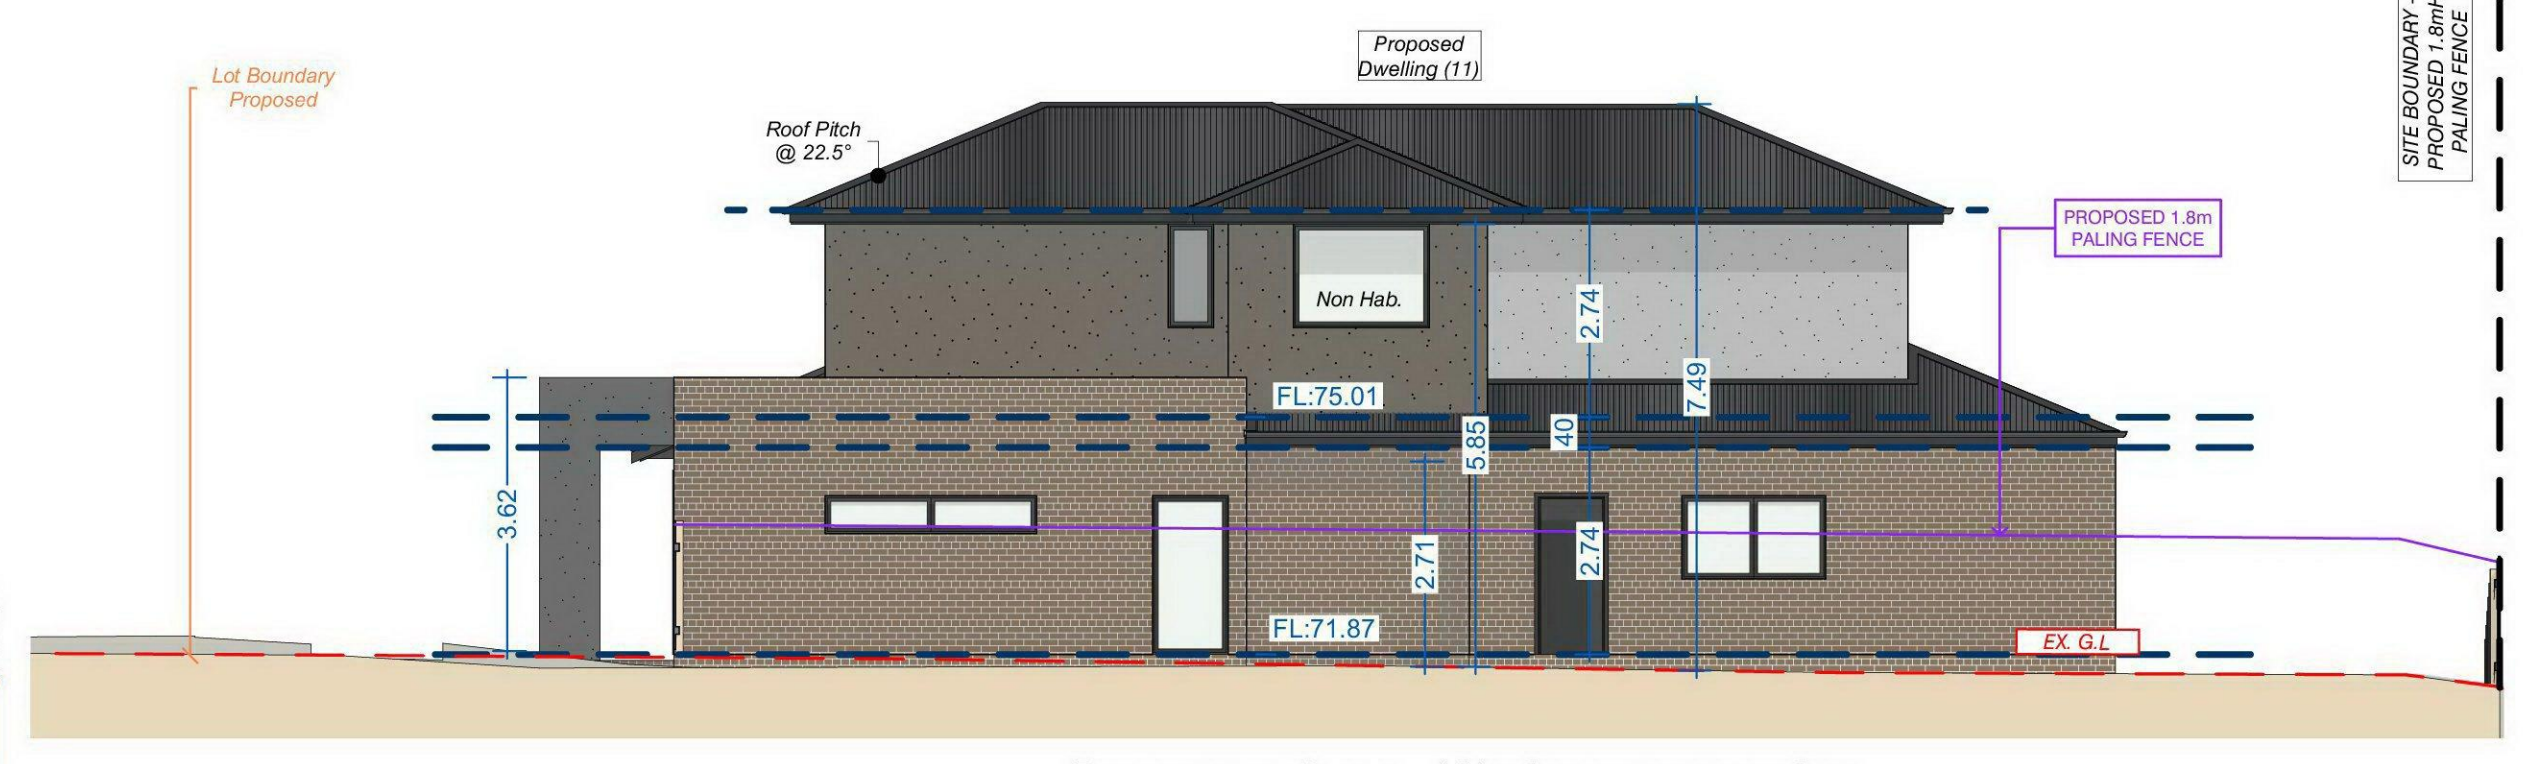 Proposed
Dwelling (11)
Lot Boundary
Proposed
Roof Pitch
@ 22.5°
SITE BOUNDARY -
PROPOSED 1.8mH
PALING FENCE
PROPOSED 1.8m
PALING FENCE
Non Hab.
2.74
7.49
FL:75.01
40
5.85
3.62
2.74
2.71
FL:71.87
EX. G.L